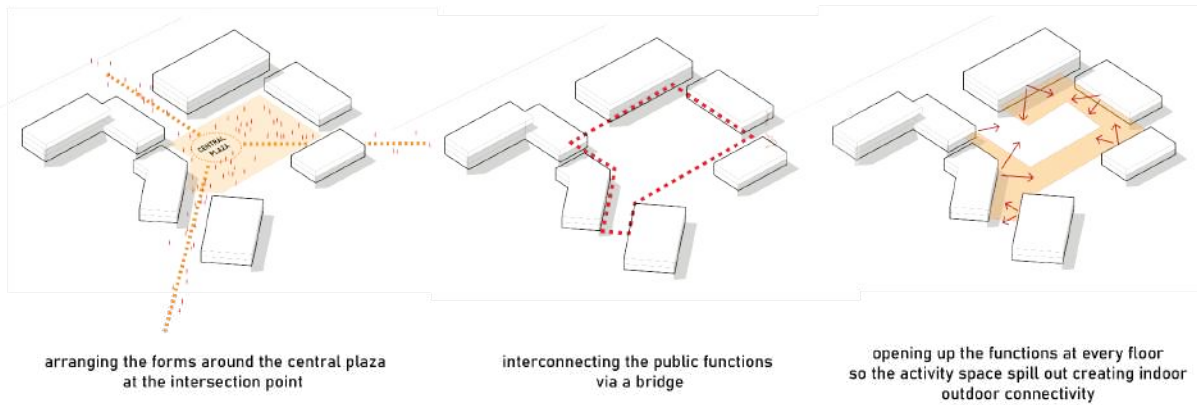 CENTRAL
PLAZA
arranging the forms around the central plaza
at the intersection point
interconnecting the public functions
via a bridge
opening up the functions at every floor
so the activity space spill out creating indoor
outdoor connectivity